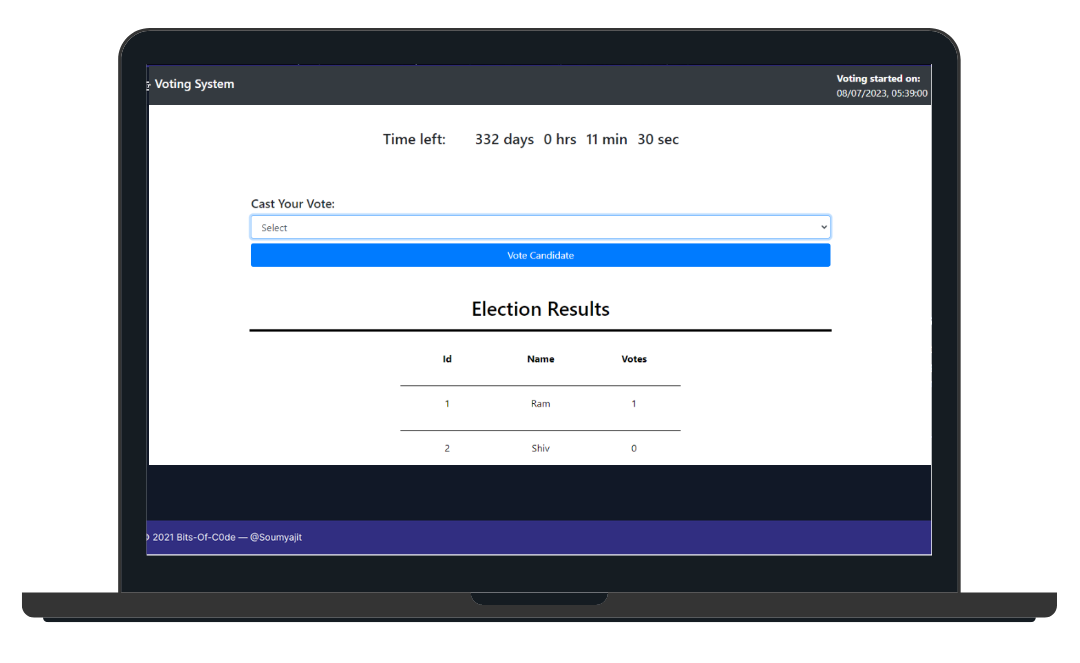 Voting System
Voting started on:
08/07/2023, 05:39:00
Time left: 332 days 0 hrs 11 min 30 sec
Cast Your Vote:
Select
Vote Candidate
Election Results
Id Name Votes
1 Ram 1
2 Shiv 0
© 2021 Bits-Of-C0de — @Soumyajit